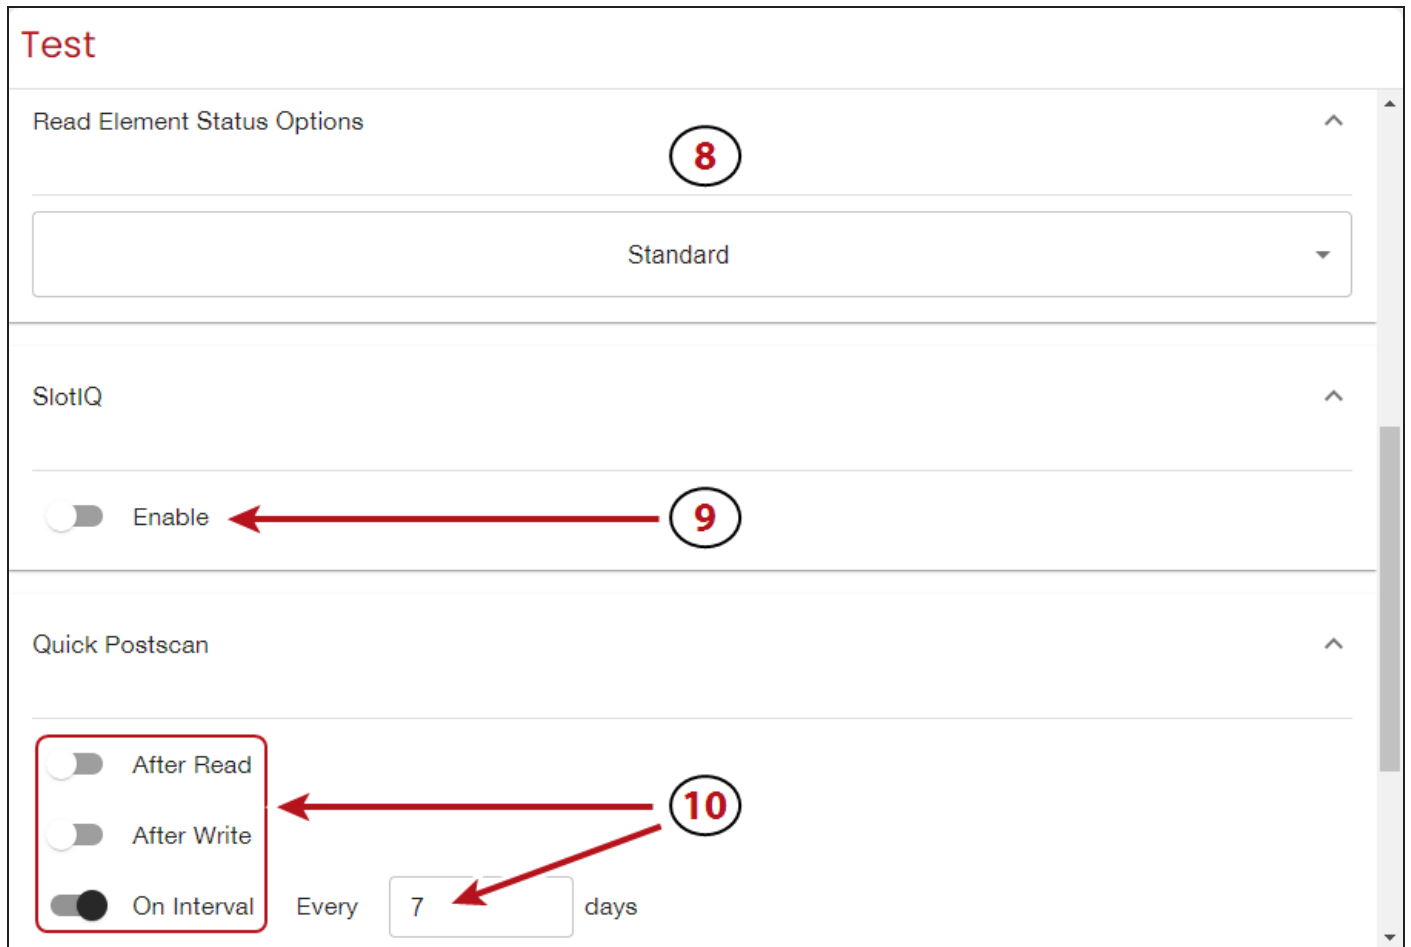 Test
Read Element Status Options
8
Standard
SlotIQ
Enable
9
Quick Postscan
After Read
10
After Write
On Interval Every 7 days